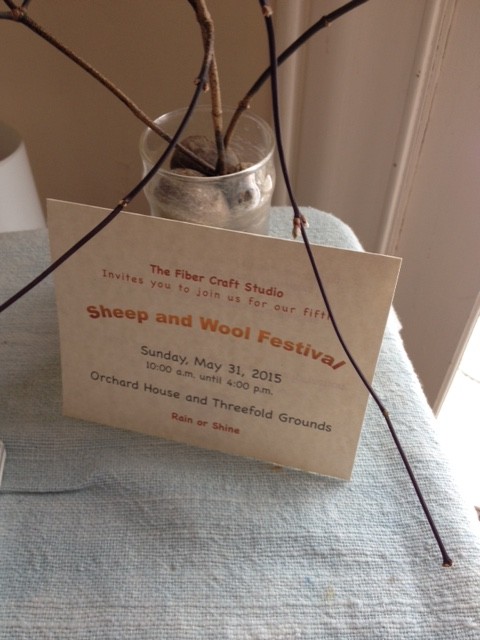 The Fiber Craft Studio
Invites you to join us for our fifth
Sheep and Wool Festival
Sunday, May 31, 2015
10:00 a.m. until 4:00 p.m.
Orchard House and Threefold Grounds
Rain or Shine